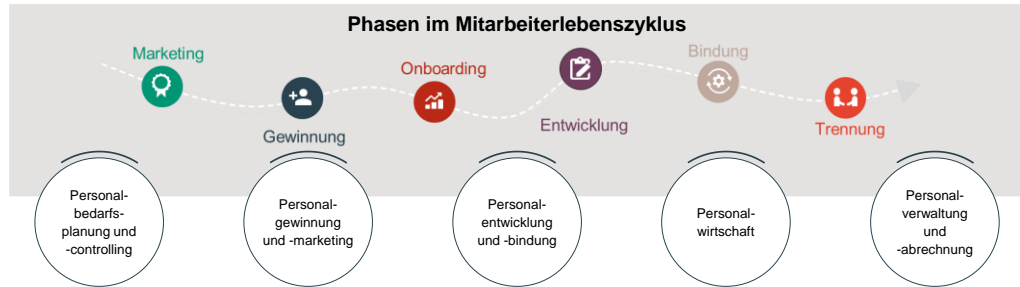 Phasen im Mitarbeiterlebenszyklus
Marketing
Gewinnung
Onboarding
Entwicklung
Bindung
Trennung
Personal-
bedarfs-
planung und
-controlling
Personal-
gewinnung
und -marketing
Personal-
entwicklung
und -bindung
Personal-
wirtschaft
Personal-
verwaltung
und
-abrechnung